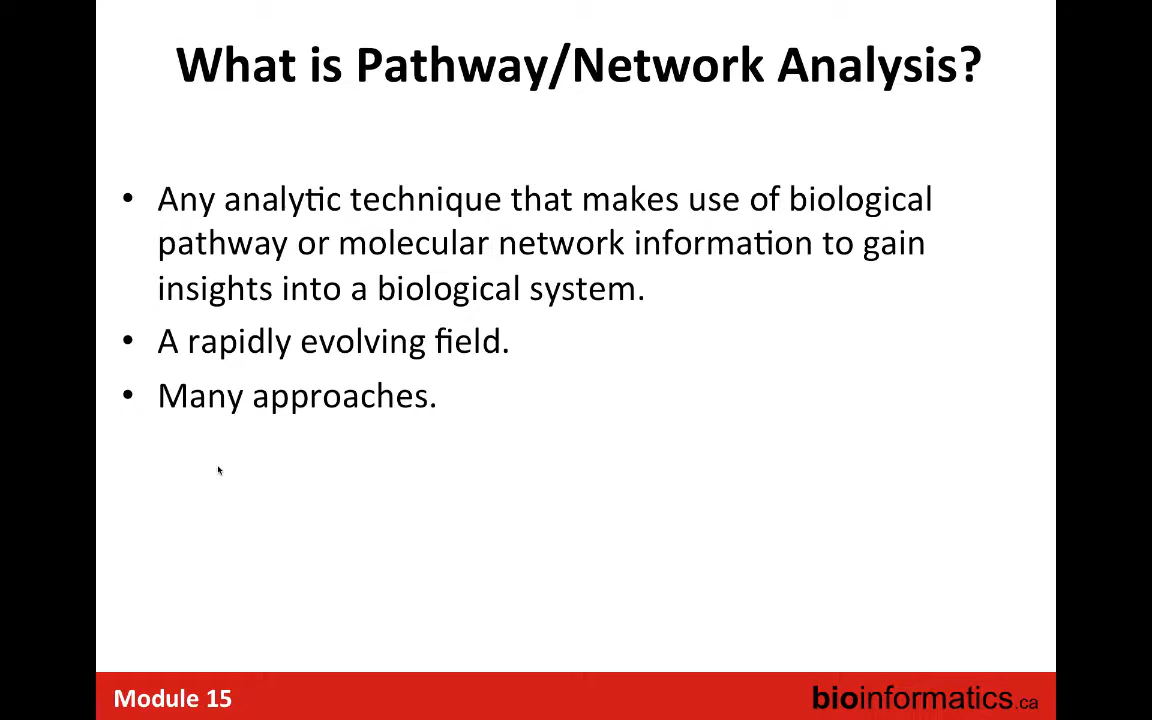 What is Pathway/Network Analysis?
• Any analytic technique that makes use of biological
pathway or molecular network information to gain
insights into a biological system.
• A rapidly evolving field.
• Many approaches.
Module 15
bioinformatics.ca